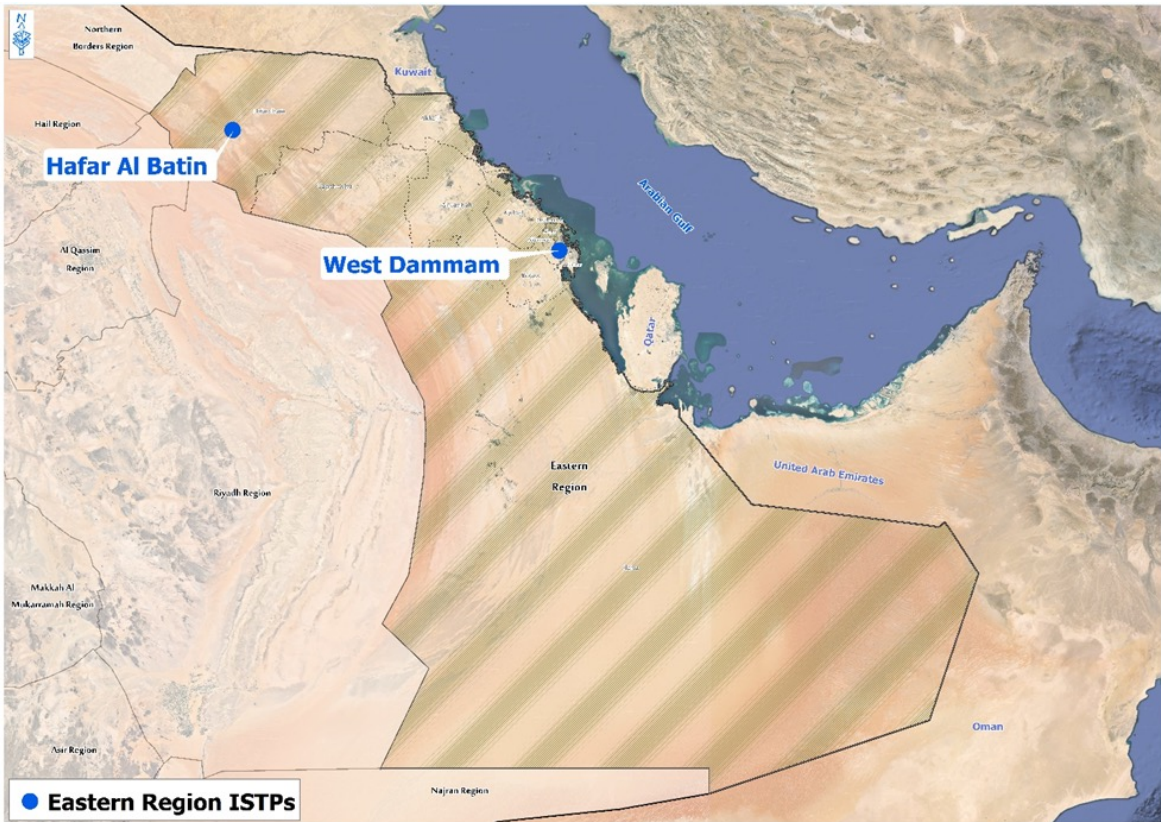 N
Northern
Borders Region
Kuwait
Hail Region
Hafar Al Batin
Arabian Gulf
Al Qassim
Region
West Dammam
Qatar
Eastern
Region
United Arab Emirates
Riyadh Region
Makkah Al
Mukarramah Region
Oman
Asir Region
Najran Region
Eastern Region ISTPs